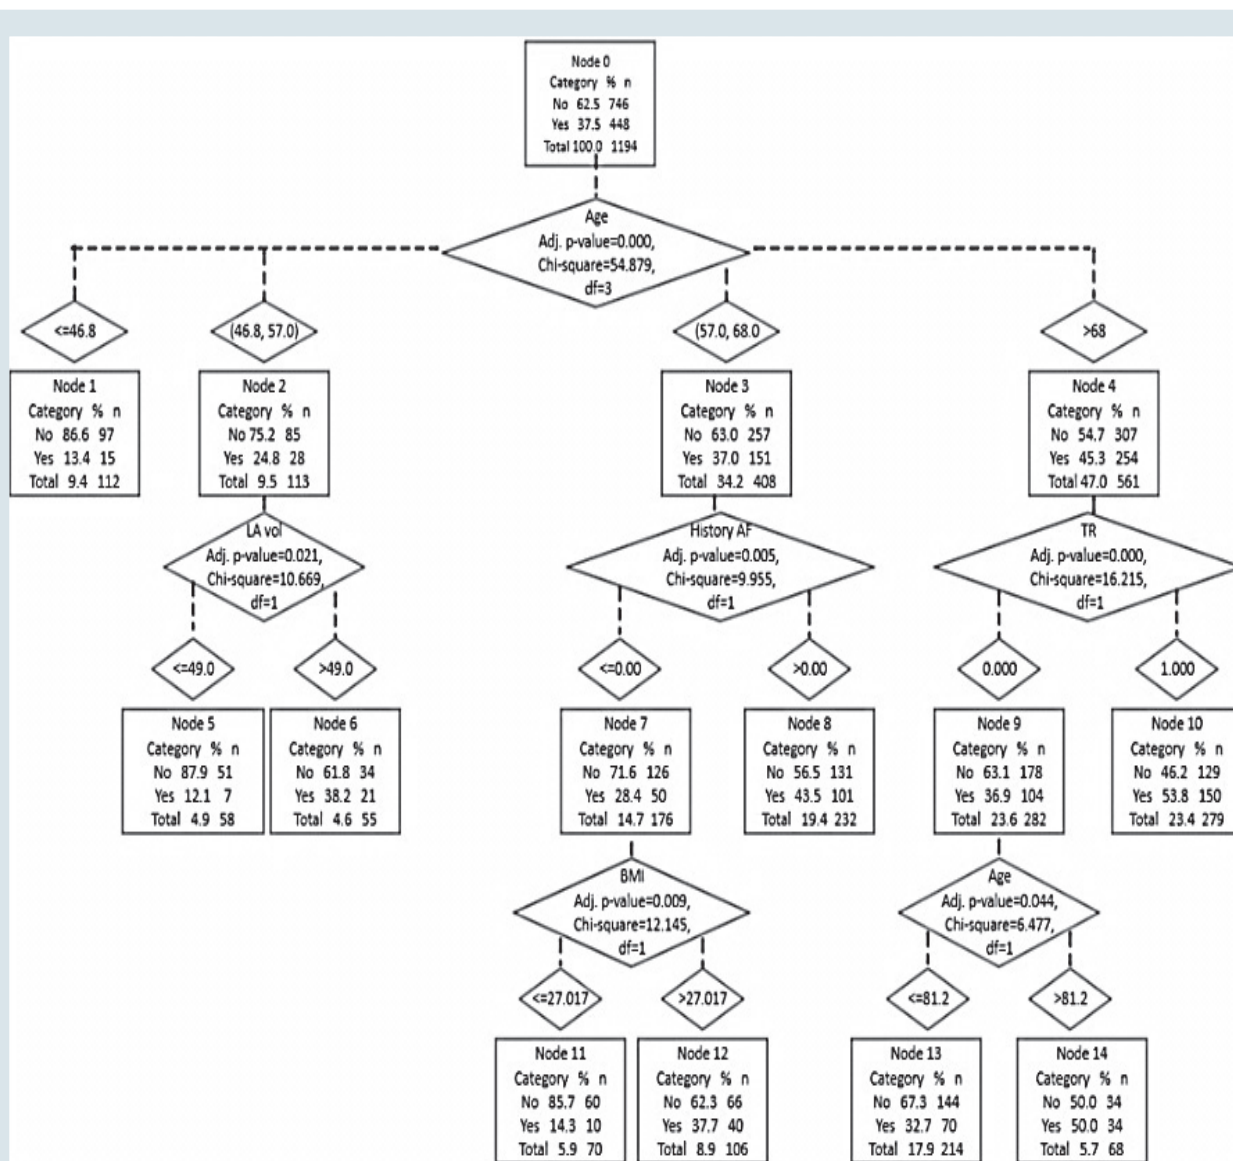 Node 0
Category % n
No 62.5 746
Yes 37.5 448
Total 100.0 1194
Age
Adj. p-value=0.000,
Chi-square=54.879,
df=3
<=46.8
(46.8, 57.0)
(57.0, 68.0
>68
Node 1
Category % n
No 86.6 97
Yes 13.4 15
Total 9.4 112
Node 2
Category % n
No 75.2 85
Yes 24.8 28
Total 9.5 113
Node 3
Category % n
No 63.0 257
Yes 37.0 151
Total 34.2 408
Node 4
Category % n
No 54.7 307
Yes 45.3 254
Total 47.0 561
LA vol
Adj. p-value=0.021,
Chi-square=10.669,
df=1
History AF
Adj. p-value=0.005,
Chi-square=9.955,
df=1
TR
Adj. p-value=0.000,
Chi-square=16.215,
df=1
<=49.0
>49.0
<=0.00
>0.00
0.000
1.000
Node 5
Category % n
No 87.9 51
Yes 12.1 7
Total 4.9 58
Node 6
Category % n
No 61.8 34
Yes 38.2 21
Total 4.6 55
Node 7
Category % n
No 71.6 126
Yes 28.4 50
Total 14.7 176
Node 8
Category % n
No 56.5 131
Yes 43.5 101
Total 19.4 232
Node 9
Category % n
No 63.1 178
Yes 36.9 104
Total 23.6 282
Node 10
Category % n
No 46.2 129
Yes 53.8 150
Total 23.4 279
BMI
Adj. p-value=0.009,
Chi-square=12.145,
df=1
Age
Adj. p-value=0.044,
Chi-square=6.477,
df=1
<=27.017
>27.017
<=81.2
>81.2
Node 11
Category % n
No 85.7 60
Yes 14.3 10
Total 5.9 70
Node 12
Category % n
No 62.3 66
Yes 37.7 40
Total 8.9 106
Node 13
Category % n
No 67.3 144
Yes 32.7 70
Total 17.9 214
Node 14
Category % n
No 50.0 34
Yes 50.0 34
Total 5.7 68